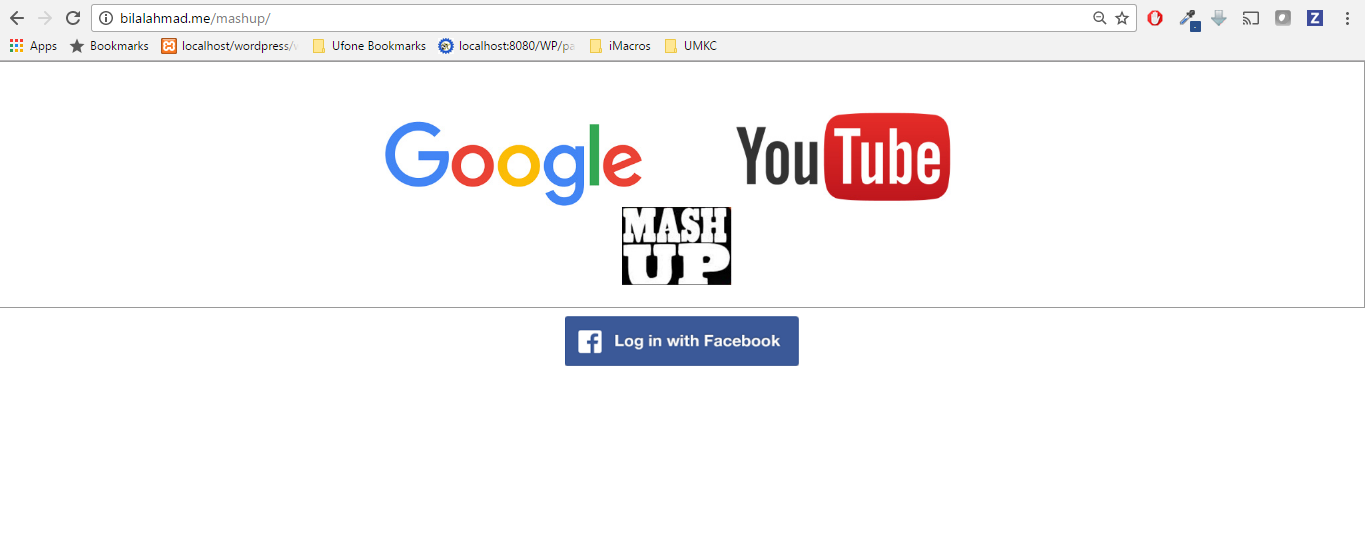 bilalahmad.me/mashup/
Apps Bookmarks localhost/wordpress/ Ufone Bookmarks localhost:8080/WP/pa iMacros UMKC
Google YouTube
MASH
UP
Log in with Facebook